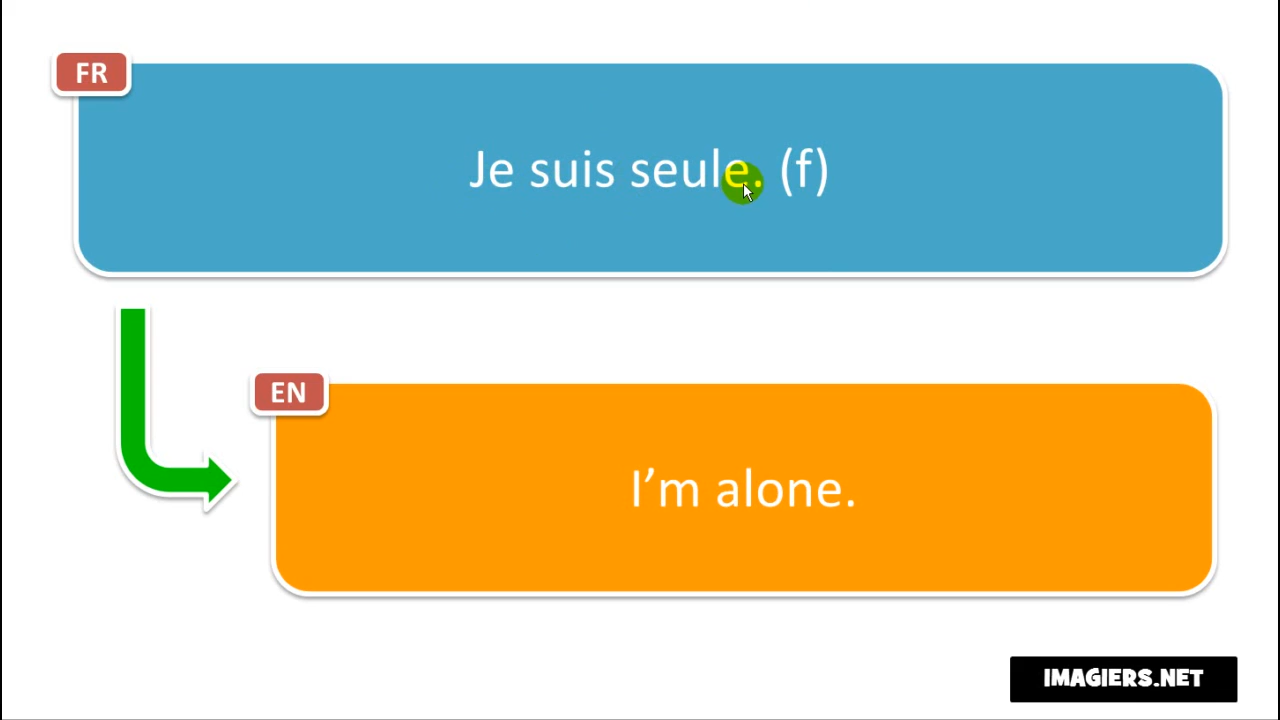 FR
Je suis seule. (f)
EN
I’m alone.
IMAGIERS.NET